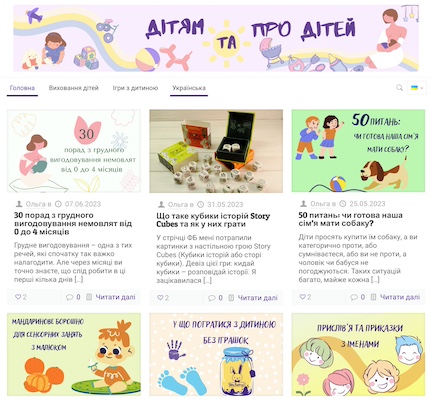 ДІТЯМ ТА ПРО ДІТЕЙ
Головна Виховання дітей Ігри з дитиною Українська
30
порад з грудного
вигодовування немовлят
від 0 до 4 місяців
50 ПИТАНЬ:
ЧИ ГОТОВА НАША СІМ'Я
МАТИ СОБАКУ?
Ольга в 07.06.2023
30 порад з грудного
вигодовування немовлят від
0 до 4 місяців
Грудне вигодовування – одна з тих
речей, які спочатку так важко
налагодити. Але через місяці ви
точно знаєте, що слід робити в ці
перші кілька днів [...]
2 0 Читати далі
Ольга в 31.05.2023
Що таке кубики історій Story
Cubes та як у них грати
У стрічці ФБ мені потрапили
картинки з настільною грою Story
Cubes (Кубики історій або сторі
кубики). Девіз цієї гри: кидай
кубики – розповідай історії. Я
зацікавилася [...]
2 0 Читати далі
Ольга в 25.05.2023
50 питань: чи готова наша
сім'я мати собаку?
Діти просять купити їм собаку, а ви
категорично проти, або
сумніваєтеся, або ви не проти, а
чоловік чи бабуся не
погоджуються. Таких ситуацій
багато, майже кожна [...]
2 0 Читати далі
МАНДАРИНОВЕ БОРОШНО
ДЛЯ СЕНСОРНИХ ЗАНЯТЬ
З МАЛЮКОМ
У ЩО ПОГРАТИСЯ З ДИТИНОЮ
БЕЗ ІГРАШОК
ПРИСЛІВ'Я ТА ПРИКАЗКИ
З ІМЕНАМИ